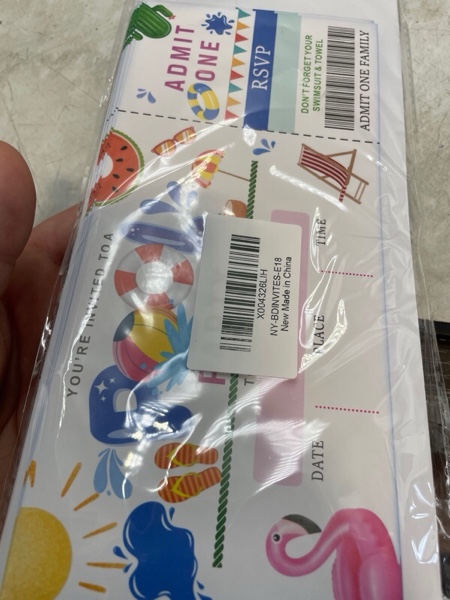 ADMIT
ONE
RSVP
DON'T FORGET YOUR
SWIMSUIT & TOWEL
ADMIT ONE FAMILY
YOU'RE INVITED TO A
DATE
PLACE
TIME
X004326LIH
NY-BDINVITES-E18
New Made in China